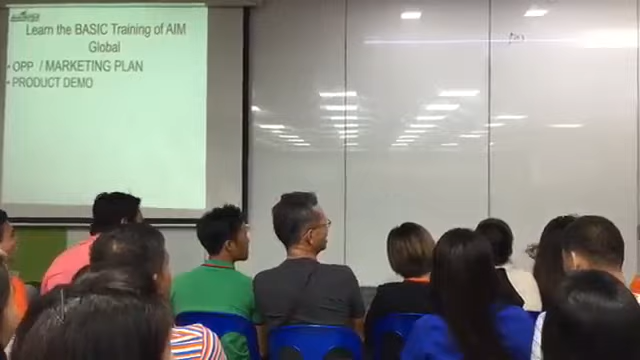 Learn the BASIC Training of AIM
Global
• OPP / MARKETING PLAN
• PRODUCT DEMO